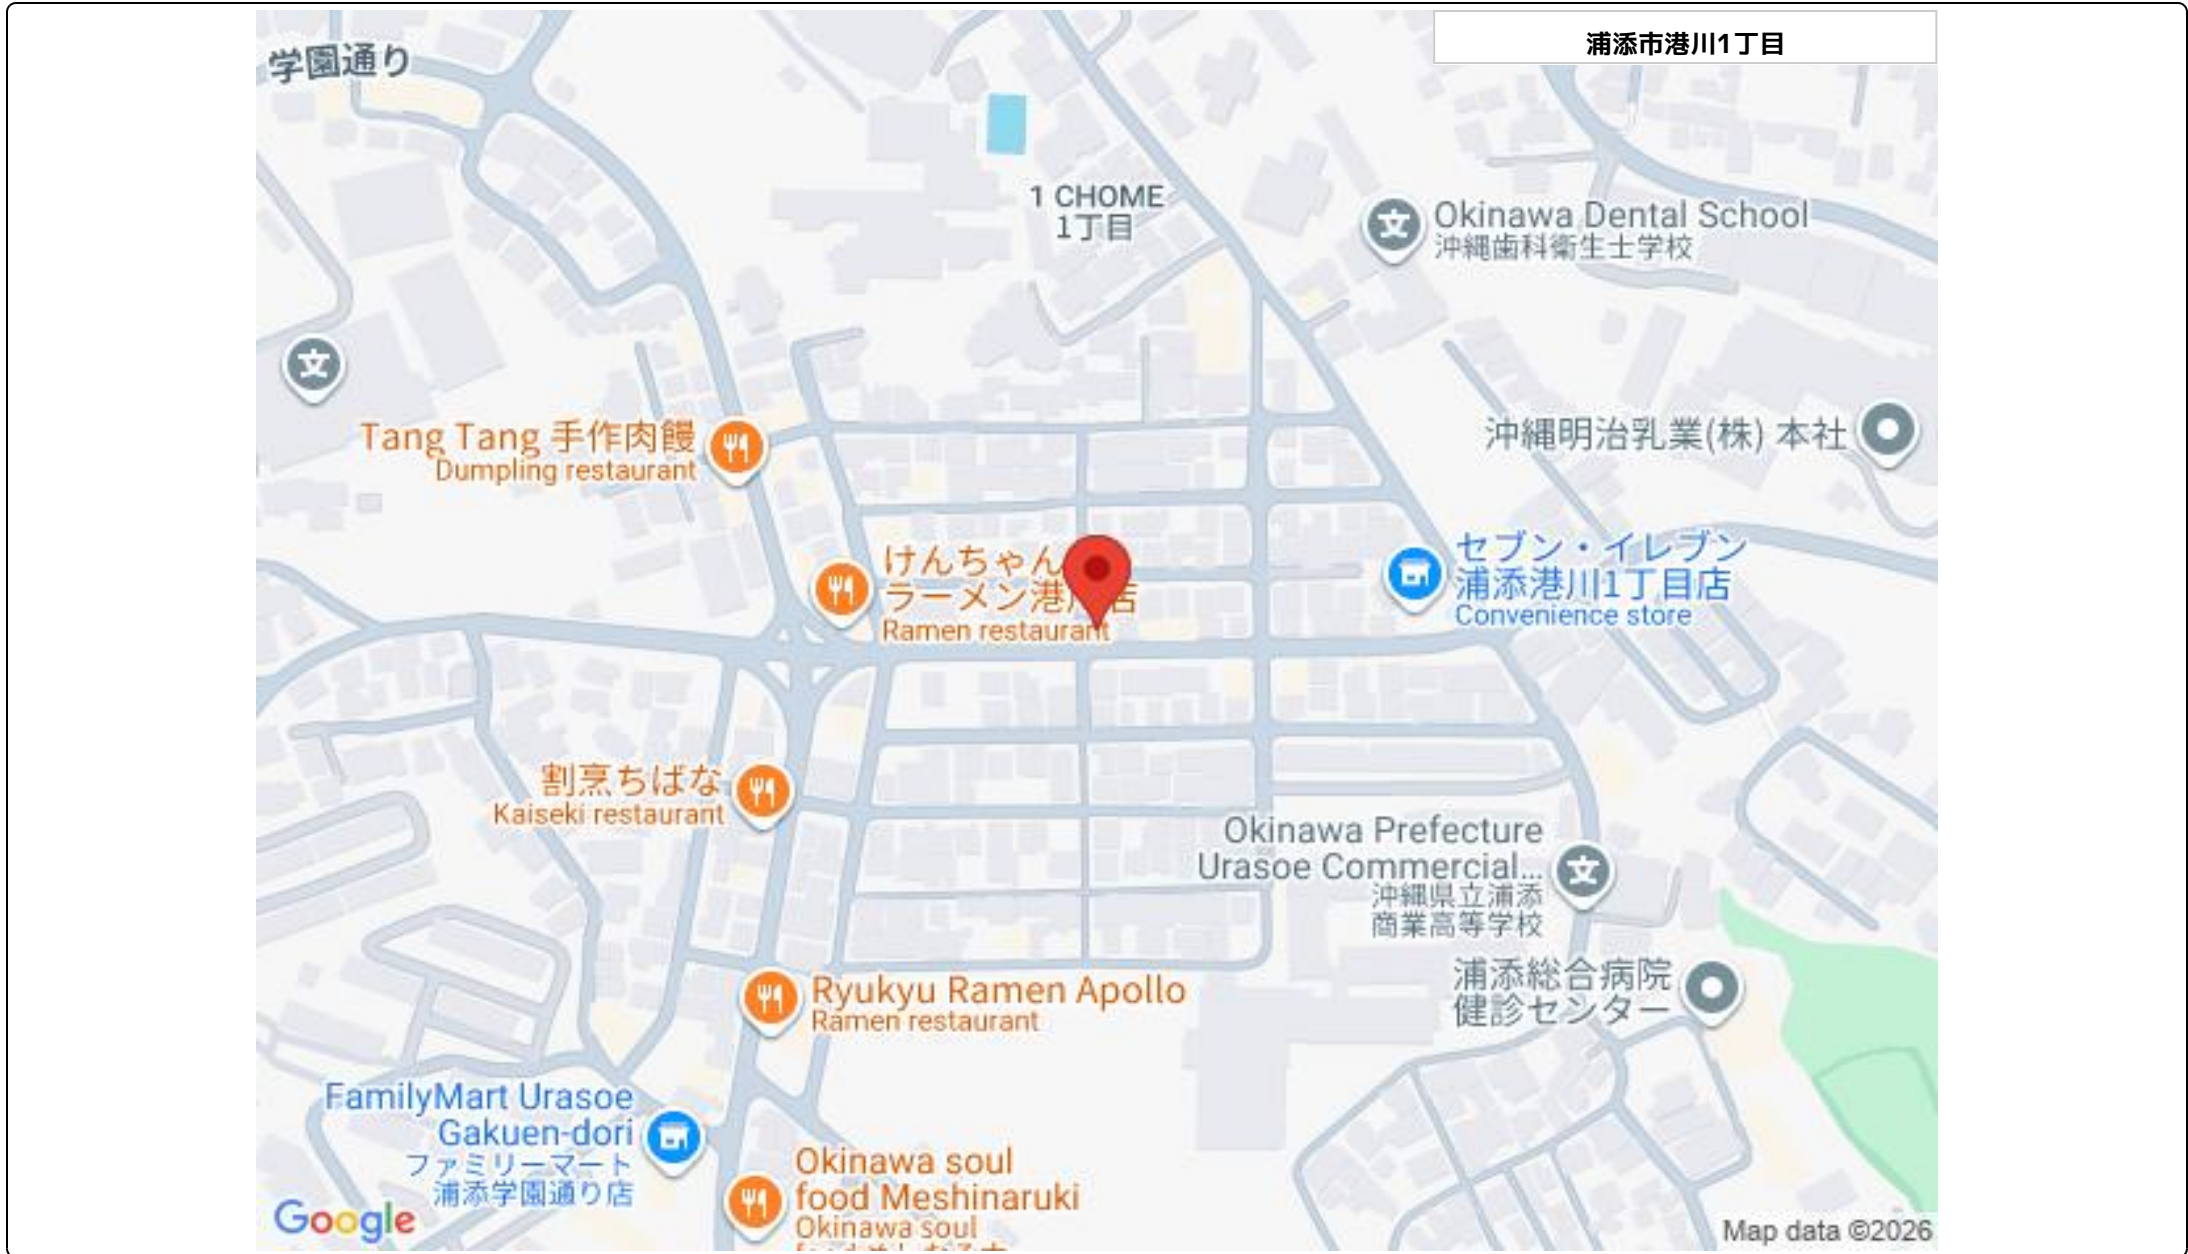 浦添市港川1丁目
学園通り
1 CHOME
1丁目
Okinawa Dental School
沖縄歯科衛生士学校
Tang Tang 手作肉饅
Dumpling restaurant
沖縄明治乳業(株) 本社
けんちゃん
ラーメン港川店
Ramen restaurant
セブン・イレブン
浦添港川1丁目店
Convenience store
割烹ちばな
Kaiseki restaurant
Okinawa Prefecture
Urasoe Commercial...
沖縄県立浦添
商業高等学校
浦添総合病院
健診センター
Ryukyu Ramen Apollo
Ramen restaurant
FamilyMart Urasoe
Gakuen-dori
ファミリーマート
浦添学園通り店
Okinawa soul
food Meshinaruki
Okinawa soul
Google
Map data ©2026